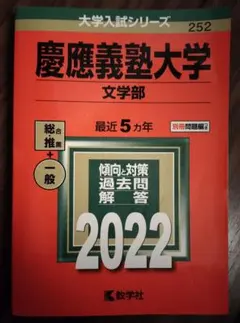 大学入試シリーズ
252
慶應義塾大学
文学部
最近5カ年
別冊問題編
総合
推薦
+
一般
傾向と対策
過去問
解答
2022
教学社